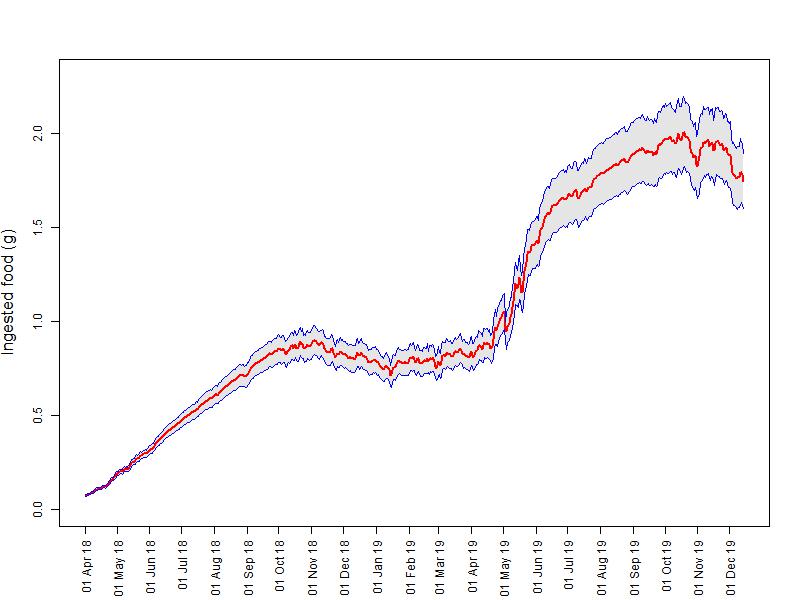 Ingested food (g)
2.0
1.5
1.0
0.5
0.0
01 Apr 18
01 May 18
01 Jun 18
01 Jul 18
01 Aug 18
01 Sep 18
01 Oct 18
01 Nov 18
01 Dec 18
01 Jan 19
01 Feb 19
01 Mar 19
01 Apr 19
01 May 19
01 Jun 19
01 Jul 19
01 Aug 19
01 Sep 19
01 Oct 19
01 Nov 19
01 Dec 19